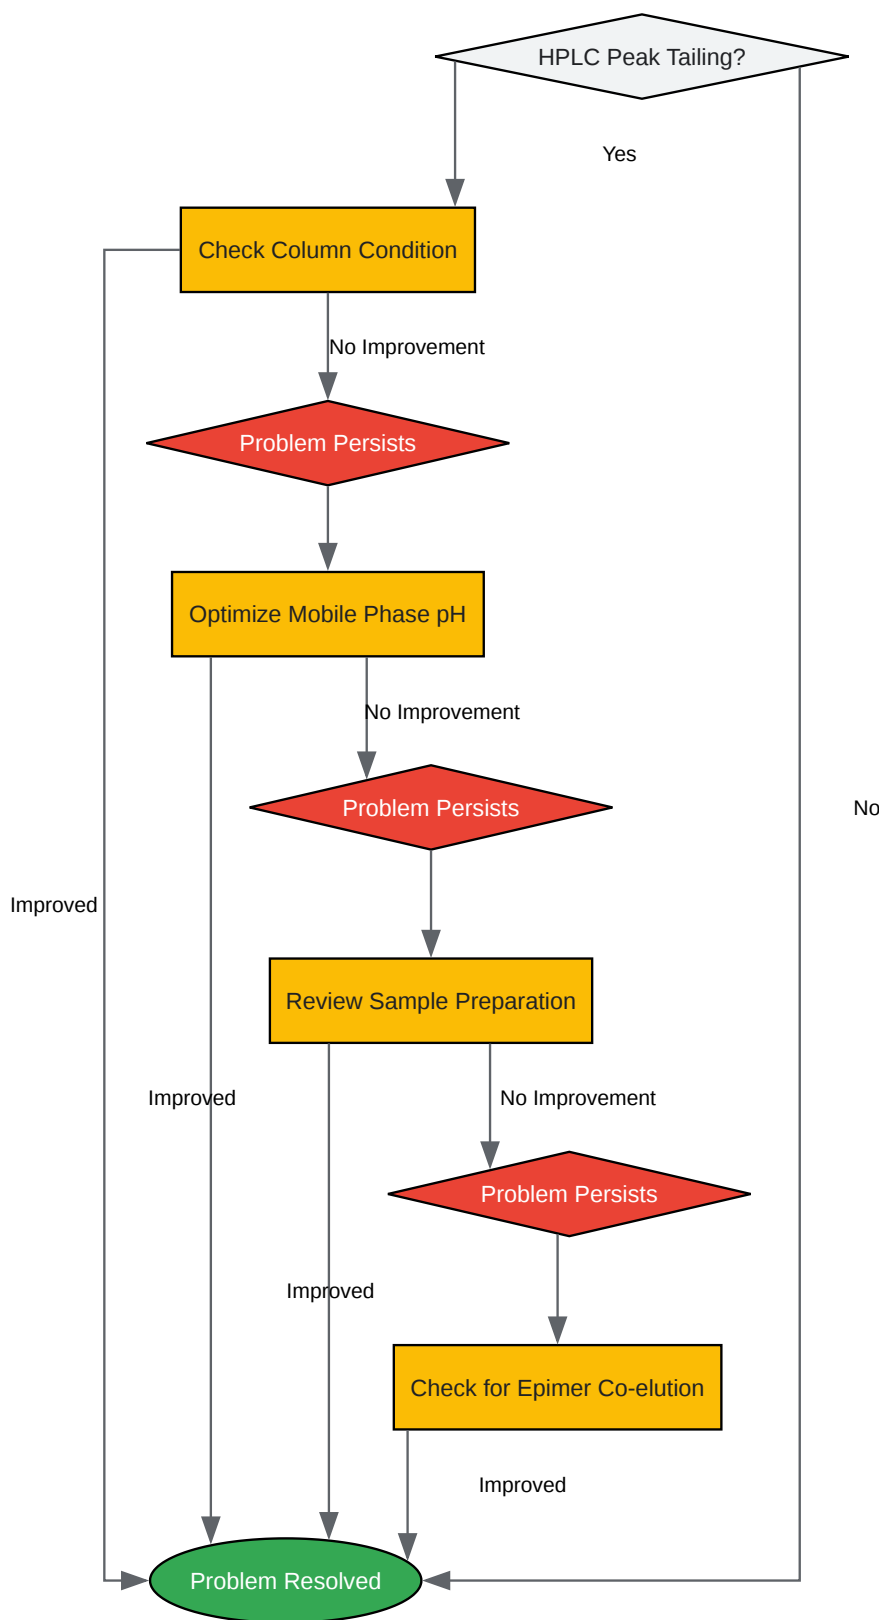 HPLC Peak Tailing?
Yes
Check Column Condition
No Improvement
Problem Persists
Optimize Mobile Phase pH
No Improvement
Problem Persists
No
Improved
Review Sample Preparation
Improved
No Improvement
Problem Persists
Improved
Check for Epimer Co-elution
Improved
Problem Resolved